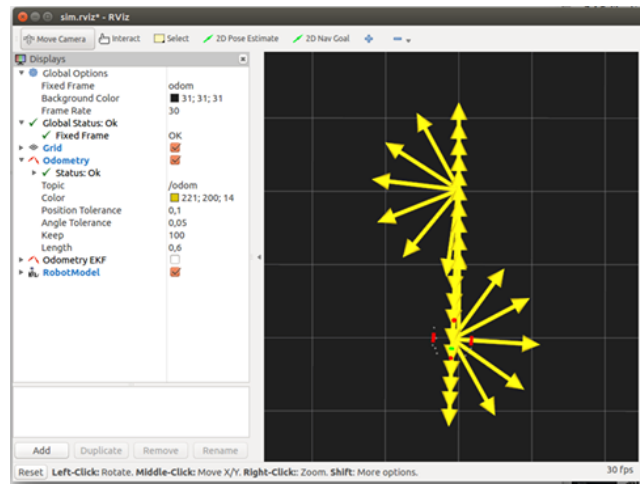 sim.rviz* - RViz
Move Camera Interact Select 2D Pose Estimate 2D Nav Goal
Displays
Global Options
Fixed Frame odom
Background Color 31; 31; 31
Frame Rate 30
Global Status: Ok
Fixed Frame OK
Grid
Odometry
Status: Ok
Topic /odom
Color 221; 200; 14
Position Tolerance 0,1
Angle Tolerance 0,05
Keep 100
Length 0,6
Odometry EKF
RobotModel
Add Duplicate Remove Rename
Reset Left-Click: Rotate. Middle-Click: Move X/Y. Right-Click:: Zoom. Shift: More options. 30 fps